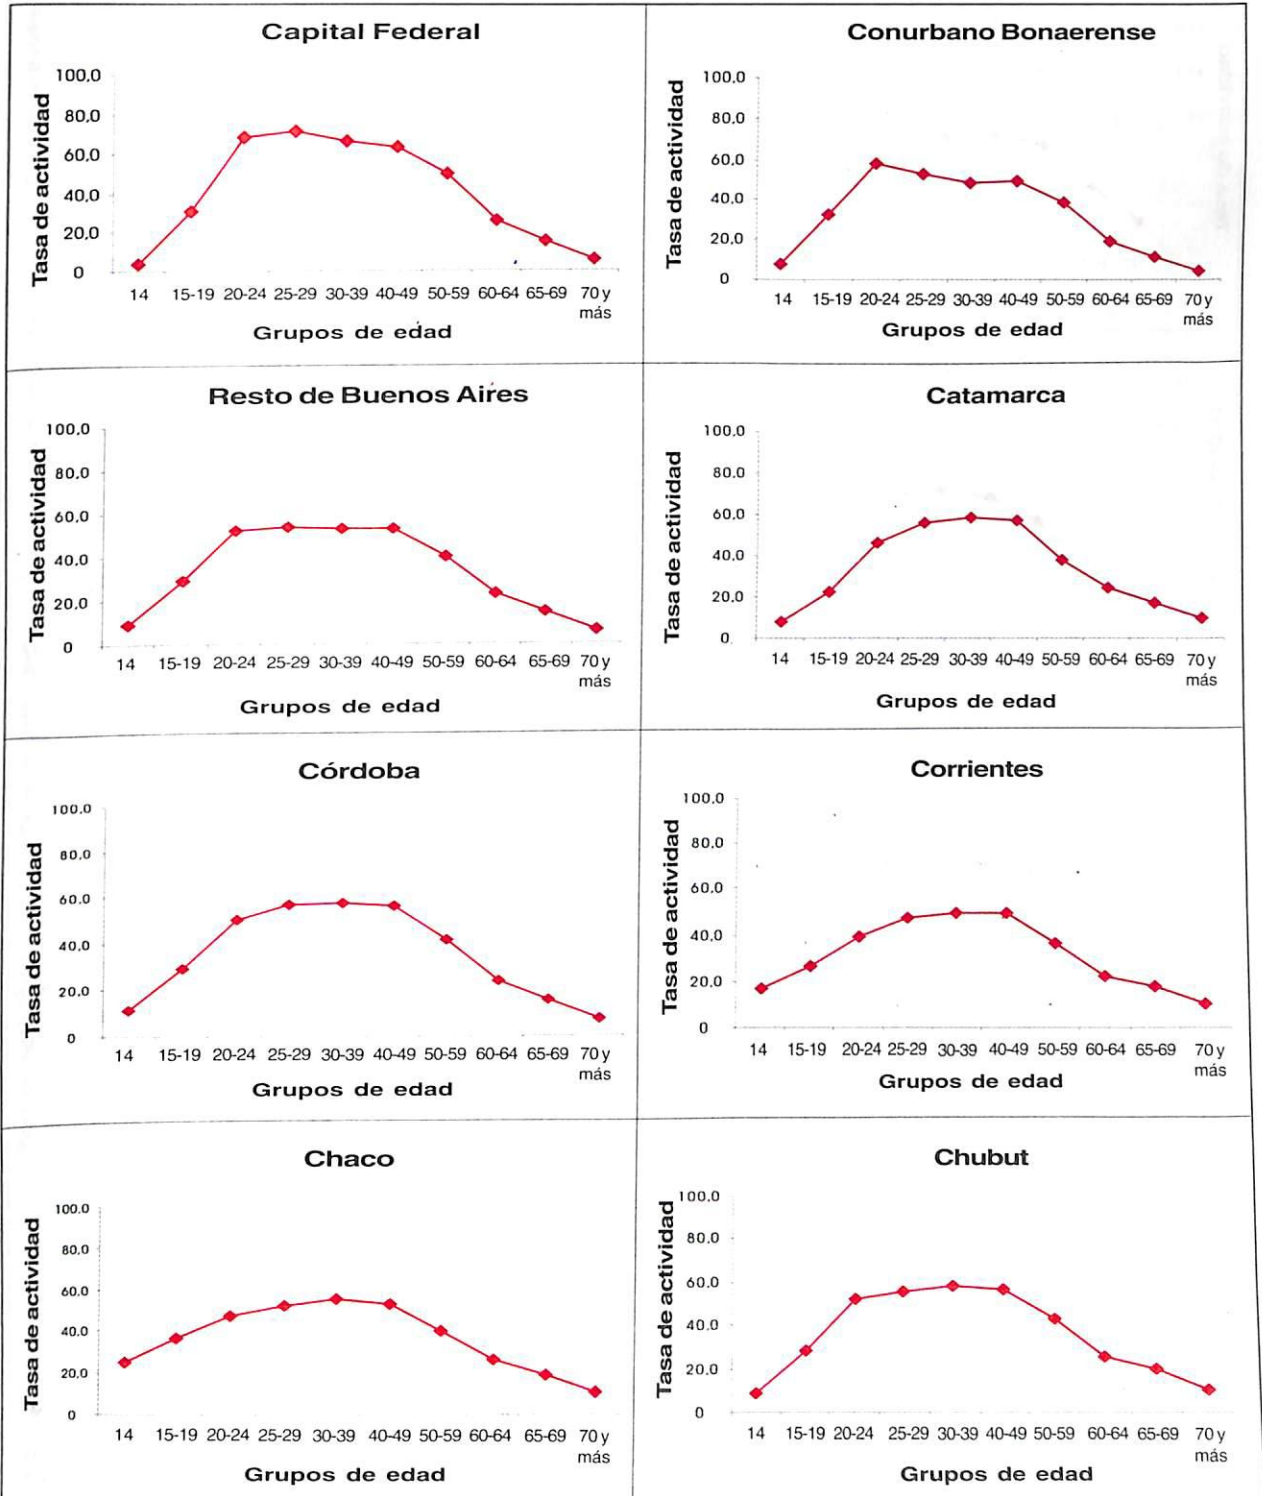 Capital Federal
Tasa de actividad
100.0
80.0
60.0
40.0
20.0
0
14 15-19 20-24 25-29 30-39 40-49 50-59 60-64 65-69 70 y
más
Grupos de edad
Conurbano Bonaerense
Tasa de actividad
100.0
80.0
60.0
40.0
20.0
0
14 15-19 20-24 25-29 30-39 40-49 50-59 60-64 65-69 70 y
más
Grupos de edad
Resto de Buenos Aires
Tasa de actividad
100.0
80.0
60.0
40.0
20.0
0
14 15-19 20-24 25-29 30-39 40-49 50-59 60-64 65-69 70 y
más
Grupos de edad
Catamarca
Tasa de actividad
100.0
80.0
60.0
40.0
20.0
0
14 15-19 20-24 25-29 30-39 40-49 50-59 60-64 65-69 70 y
más
Grupos de edad
Córdoba
Tasa de actividad
100.0
80.0
60.0
40.0
20.0
0
14 15-19 20-24 25-29 30-39 40-49 50-59 60-64 65-69 70 y
más
Grupos de edad
Corrientes
Tasa de actividad
100.0
80.0
60.0
40.0
20.0
0
14 15-19 20-24 25-29 30-39 40-49 50-59 60-64 65-69 70 y
más
Grupos de edad
Chaco
Tasa de actividad
100.0
80.0
60.0
40.0
20.0
0
14 15-19 20-24 25-29 30-39 40-49 50-59 60-64 65-69 70 y
más
Grupos de edad
Chubut
Tasa de actividad
100.0
80.0
60.0
40.0
20.0
0
14 15-19 20-24 25-29 30-39 40-49 50-59 60-64 65-69 70 y
más
Grupos de edad